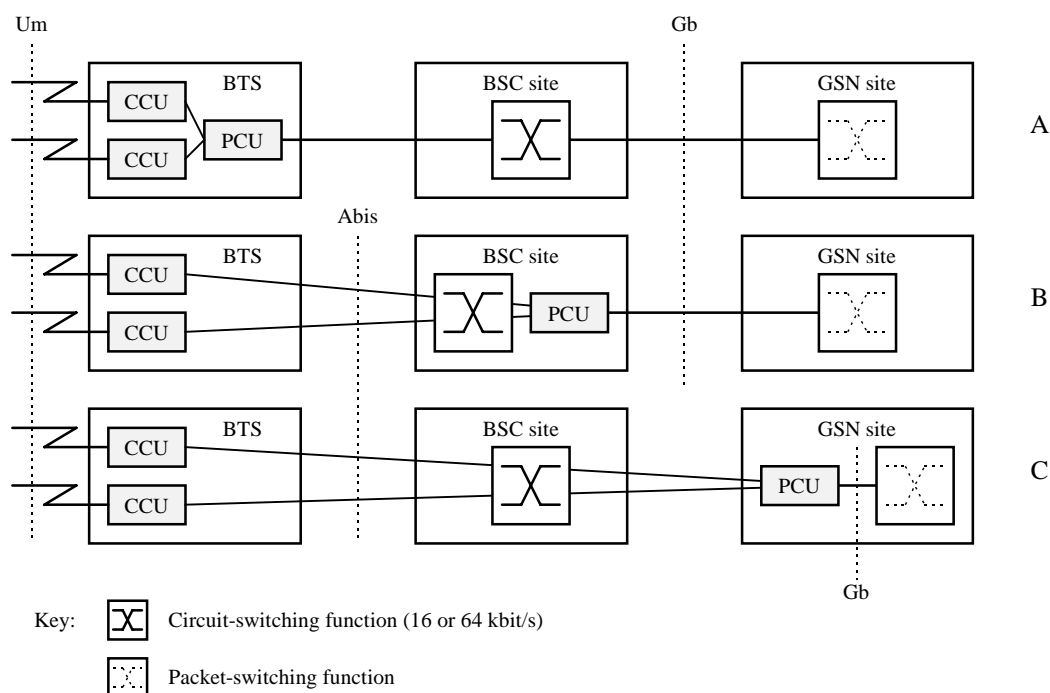 Um
Gb
BTS
BSC site
GSN site
CCU
CCU
PCU
A
Abis
BTS
BSC site
GSN site
CCU
CCU
PCU
B
BTS
BSC site
GSN site
CCU
CCU
PCU
C
Gb
Key:
Circuit-switching function (16 or 64 kbit/s)
Packet-switching function